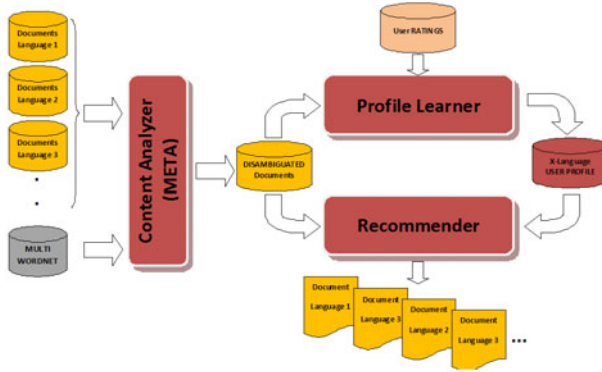 Documents
Language 1
Documents
Language 2
Documents
Language 3
.
.
MULTI
WORDNET
Content Analyzer
(META)
DISAMBIGUATED
Documents
User RATINGS
Profile Learner
X-Language
USER PROFILE
Recommender
Document
Language 1
Document
Language 3
Document
Language 2
Document
Language 3
...